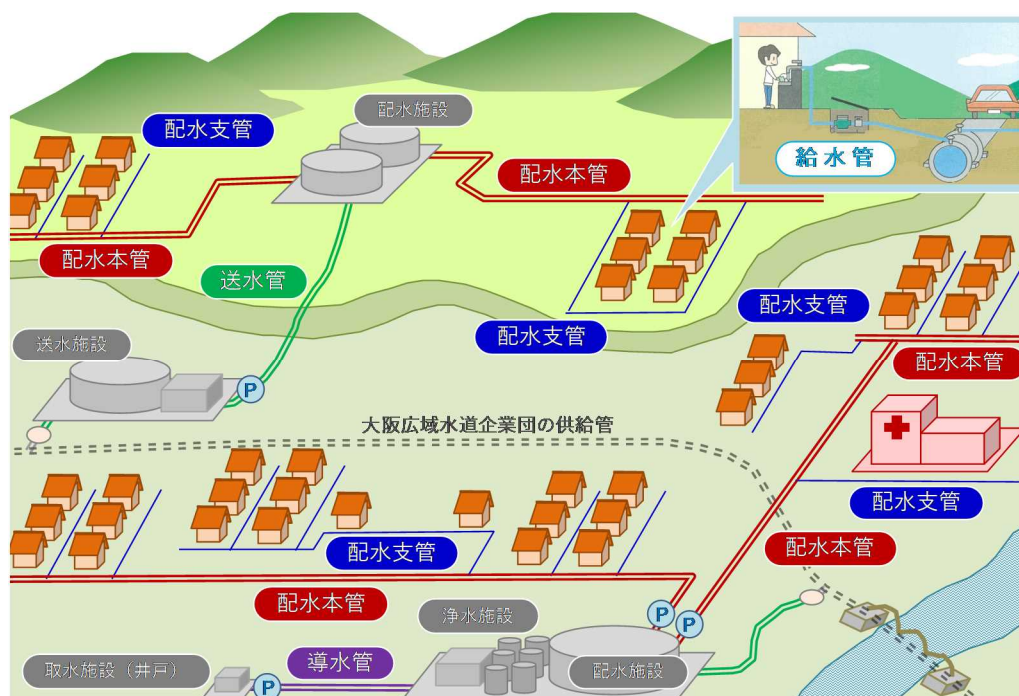 配水施設
配水支管
給水管
配水本管
配水本管
送水管
配水支管
配水支管
送水施設
P
配水本管
大阪広域水道企業団の供給管
配水支管
配水支管
配水本管
配水本管
P
P
浄水施設
取水施設（井戸）
導水管
配水施設
P